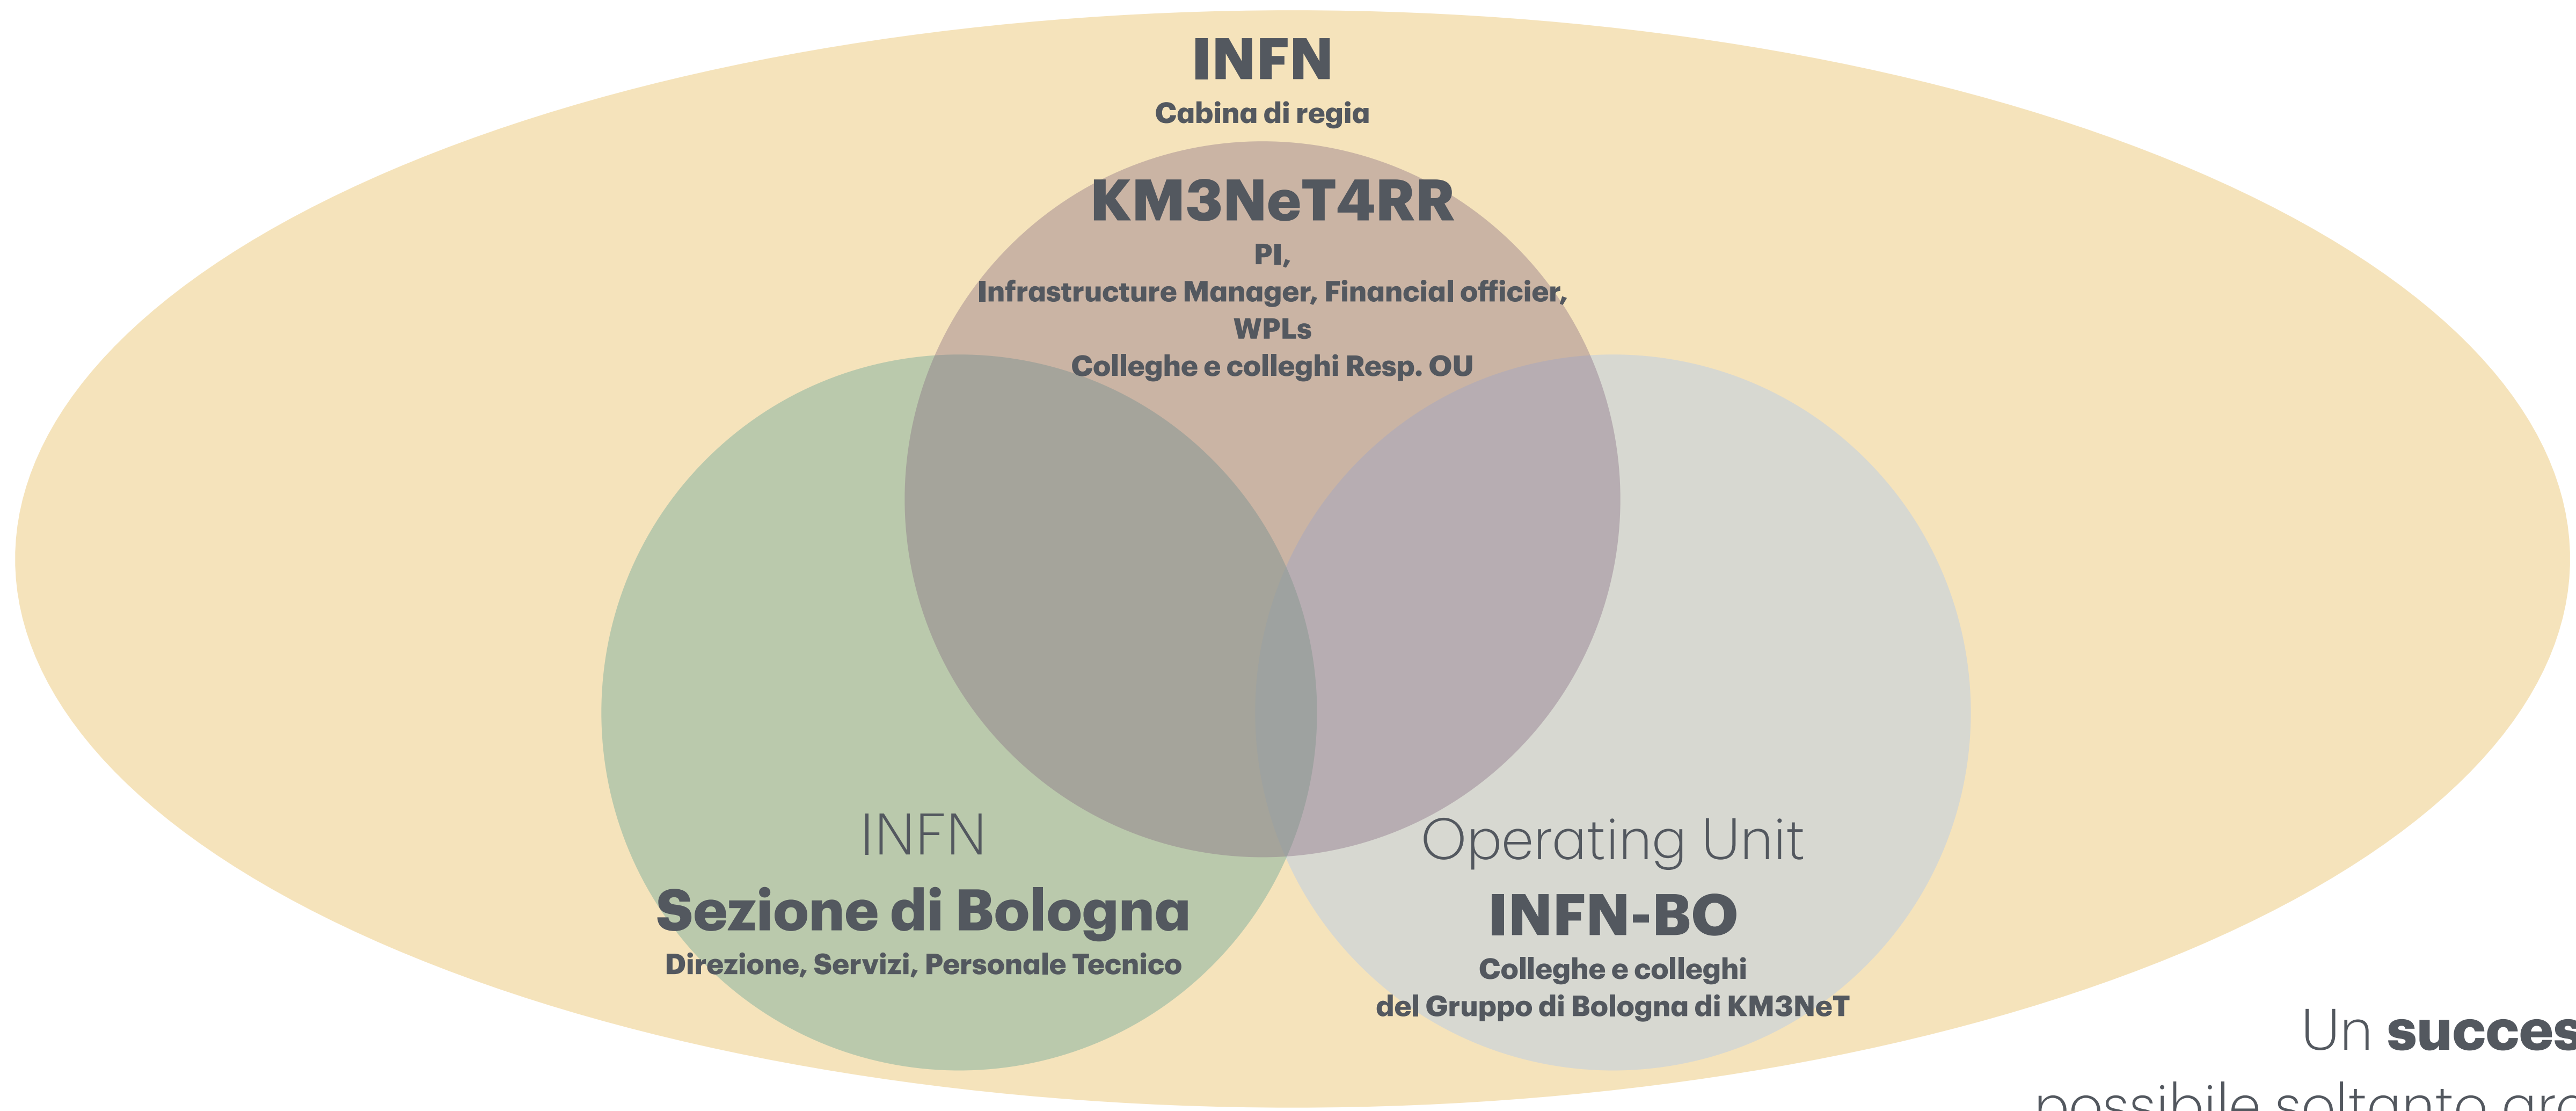 INFN
Cabina di regia
KM3NeT4RR
PI,
Infrastructure Manager, Financial officier,
WPLs
Colleghe e colleghi Resp. OU
INFN
Sezione di Bologna
Direzione, Servizi, Personale Tecnico
Operating Unit
INFN-BO
Colleghe e colleghi
del Gruppo di Bologna di KM3NeT
Un succes
possibile soltanto